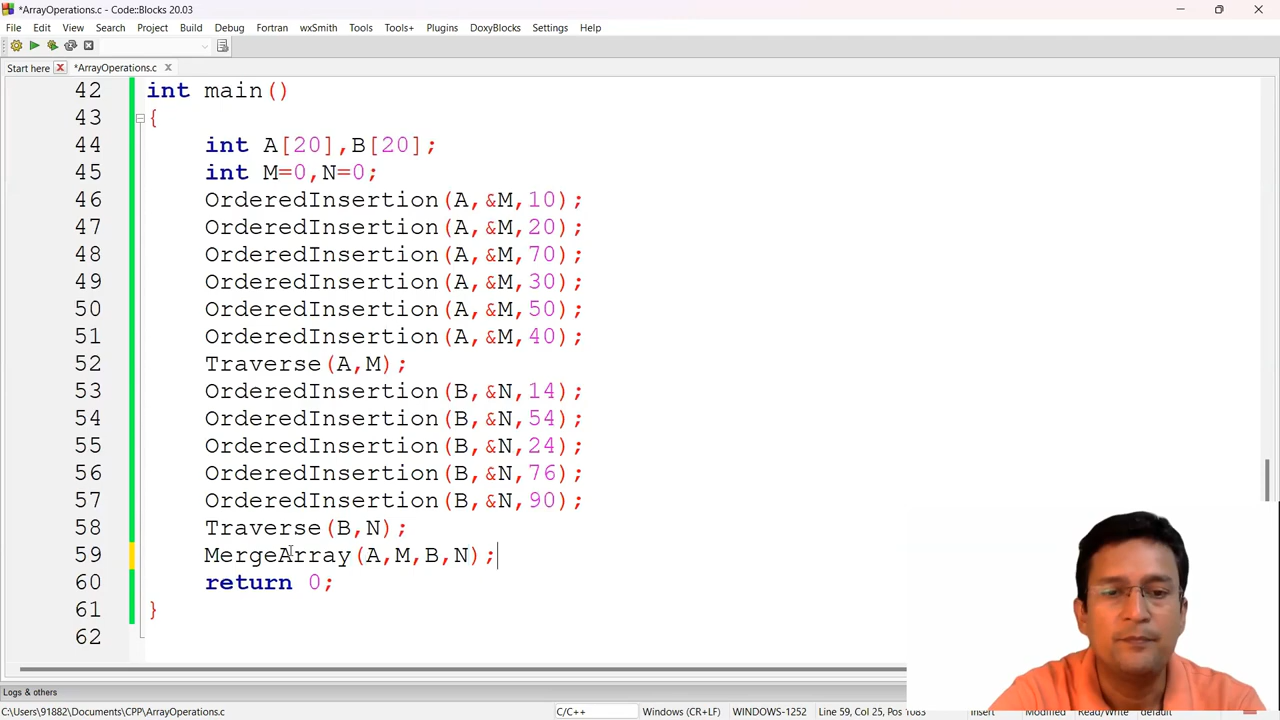 *ArrayOperations.c - Code::Blocks 20.03
File Edit View Search Project Build Debug Fortran wxSmith Tools Tools+ Plugins DoxyBlocks Settings Help
Start here *ArrayOperations.c
42 int main()
43 {
44 int A[20],B[20];
45 int M=0,N=0;
46 OrderedInsertion(A,&M,10);
47 OrderedInsertion(A,&M,20);
48 OrderedInsertion(A,&M,70);
49 OrderedInsertion(A,&M,30);
50 OrderedInsertion(A,&M,50);
51 OrderedInsertion(A,&M,40);
52 Traverse(A,M);
53 OrderedInsertion(B,&N,14);
54 OrderedInsertion(B,&N,54);
55 OrderedInsertion(B,&N,24);
56 OrderedInsertion(B,&N,76);
57 OrderedInsertion(B,&N,90);
58 Traverse(B,N);
59 MergeArray(A,M,B,N);
60 return 0;
61 }
62
Logs & others
C:\Users\91882\Documents\CPP\ArrayOperations.c C/C++ Windows (CR+LF) WINDOWS-1252 Line 59, Col 25, Pos 1083 Insert Modified Read/Write default